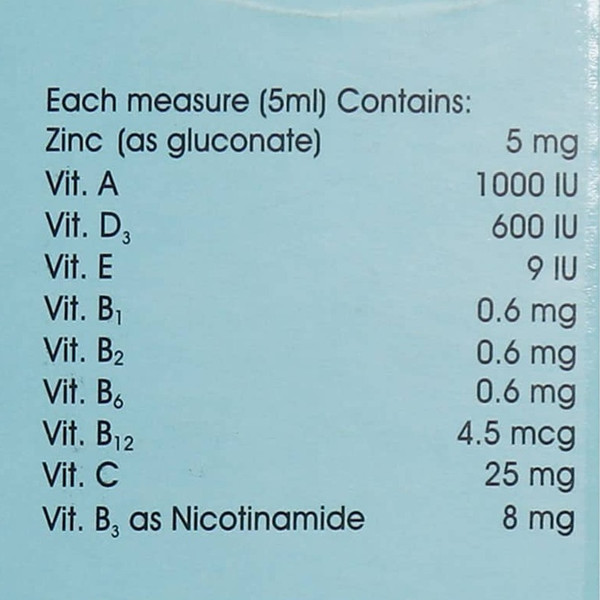 Each measure (5ml) Contains:
Zinc (as gluconate) 5 mg
Vit. A 1000 IU
Vit. D₃ 600 IU
Vit. E 9 IU
Vit. B₁ 0.6 mg
Vit. B₂ 0.6 mg
Vit. B₆ 0.6 mg
Vit. B₁₂ 4.5 mcg
Vit. C 25 mg
Vit. B₃ as Nicotinamide 8 mg